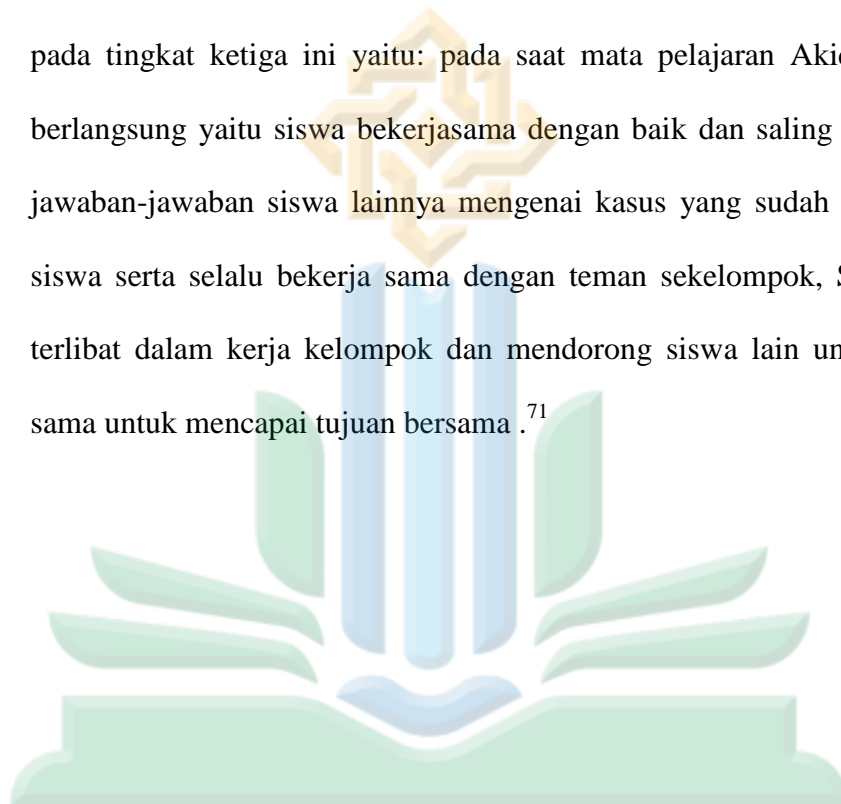 pada tingkat ketiga ini yaitu: pada saat mata pelajaran
berlangsung yaitu siswa bekerjasama dengan baik dan saling
jawaban-jawaban siswa lainnya mengenai kasus yang sudah
siswa serta selalu bekerja sama dengan teman sekelompok,
terlibat dalam kerja kelompok dan mendorong siswa lain
sama untuk mencapai tujuan bersama .71